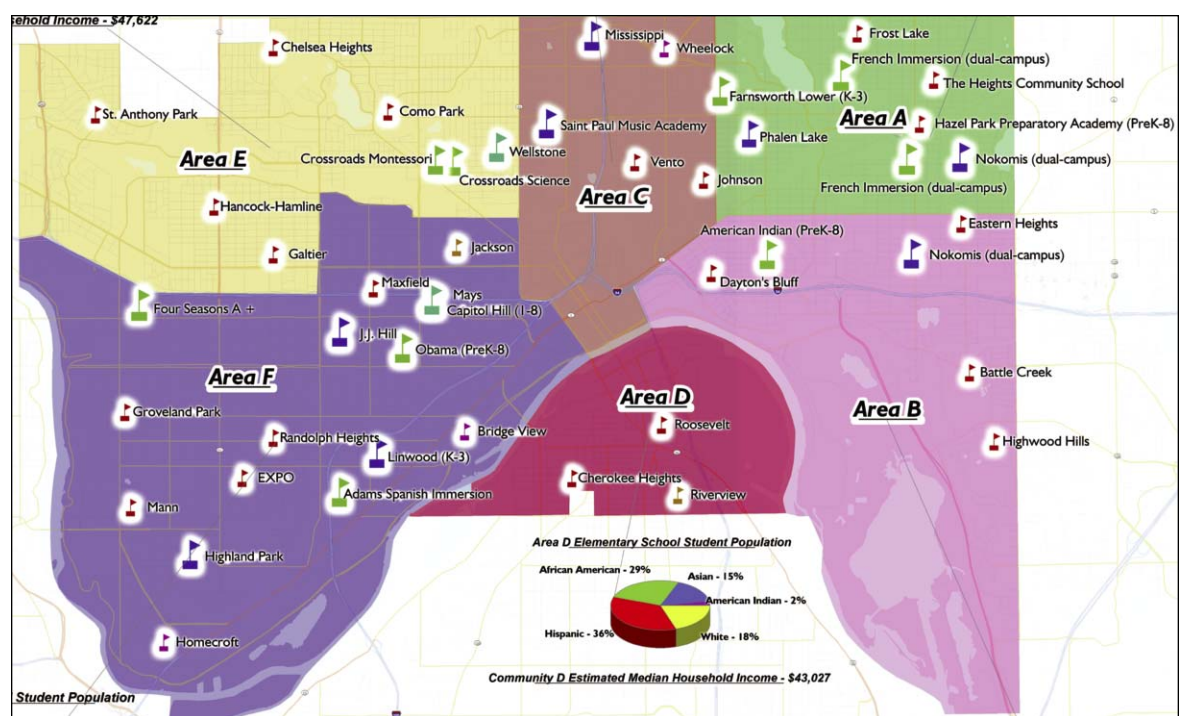 sehold Income - $47,622
Chelsea Heights
St. Anthony Park
Como Park
Area E
Crossroads Montessori
Crossroads Science
Wellstone
Hancock-Hamline
Galtier
Mississippi
Wheelock
Saint Paul Music Academy
Vento
Area C
Johnson
Frost Lake
French Immersion (dual-campus)
The Heights Community School
Farnsworth Lower (K-3)
Area A
Hazel Park Preparatory Academy (PreK-8)
Phalen Lake
Nokomis (dual-campus)
French Immersion (dual-campus)
American Indian (PreK-8)
Eastern Heights
Nokomis (dual-campus)
Dayton's Bluff
Battle Creek
Area B
Highwood Hills
Jackson
Maxfield
Mays
Capitol Hill (1-8)
Four Seasons A +
J.J. Hill
Obama (PreK-8)
Area F
Groveland Park
Randolph Heights
Bridge View
Linwood (K-3)
EXPO
Adams Spanish Immersion
Mann
Highland Park
Homecroft
Area D
Roosevelt
Cherokee Heights
Riverview
Area D Elementary School Student Population
African American - 29%
Asian - 15%
American Indian - 2%
Hispanic - 36%
White - 18%
Community D Estimated Median Household Income - $43,027
Student Population